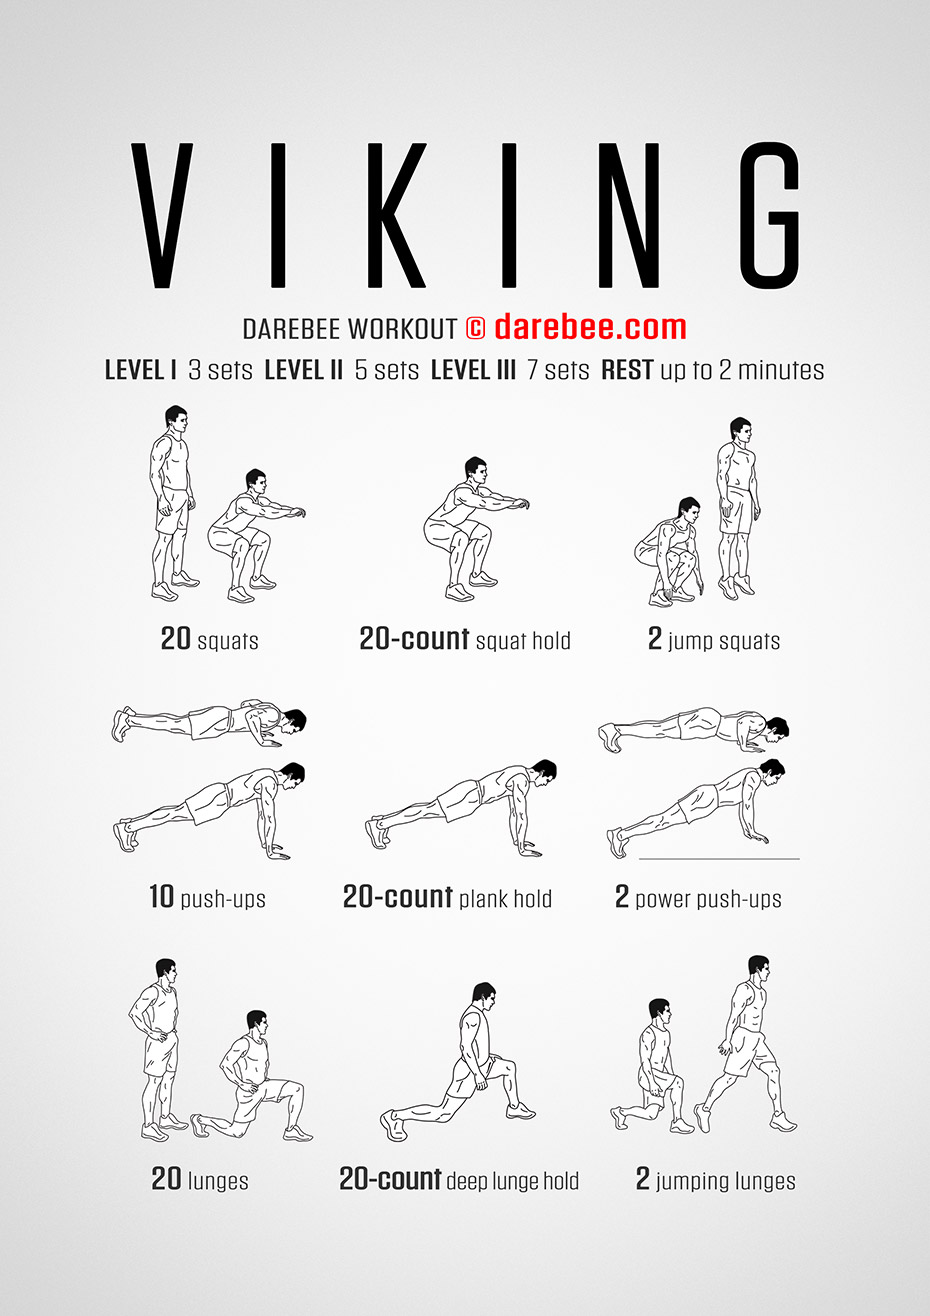 VIKING
DAREBEE WORKOUT © darebee.com
LEVEL I 3 sets LEVEL II 5 sets LEVEL III 7 sets REST up to 2 minutes
20 squats
20-count squat hold
2 jump squats
10 push-ups
20-count plank hold
2 power push-ups
20 lunges
20-count deep lunge hold
2 jumping lunges